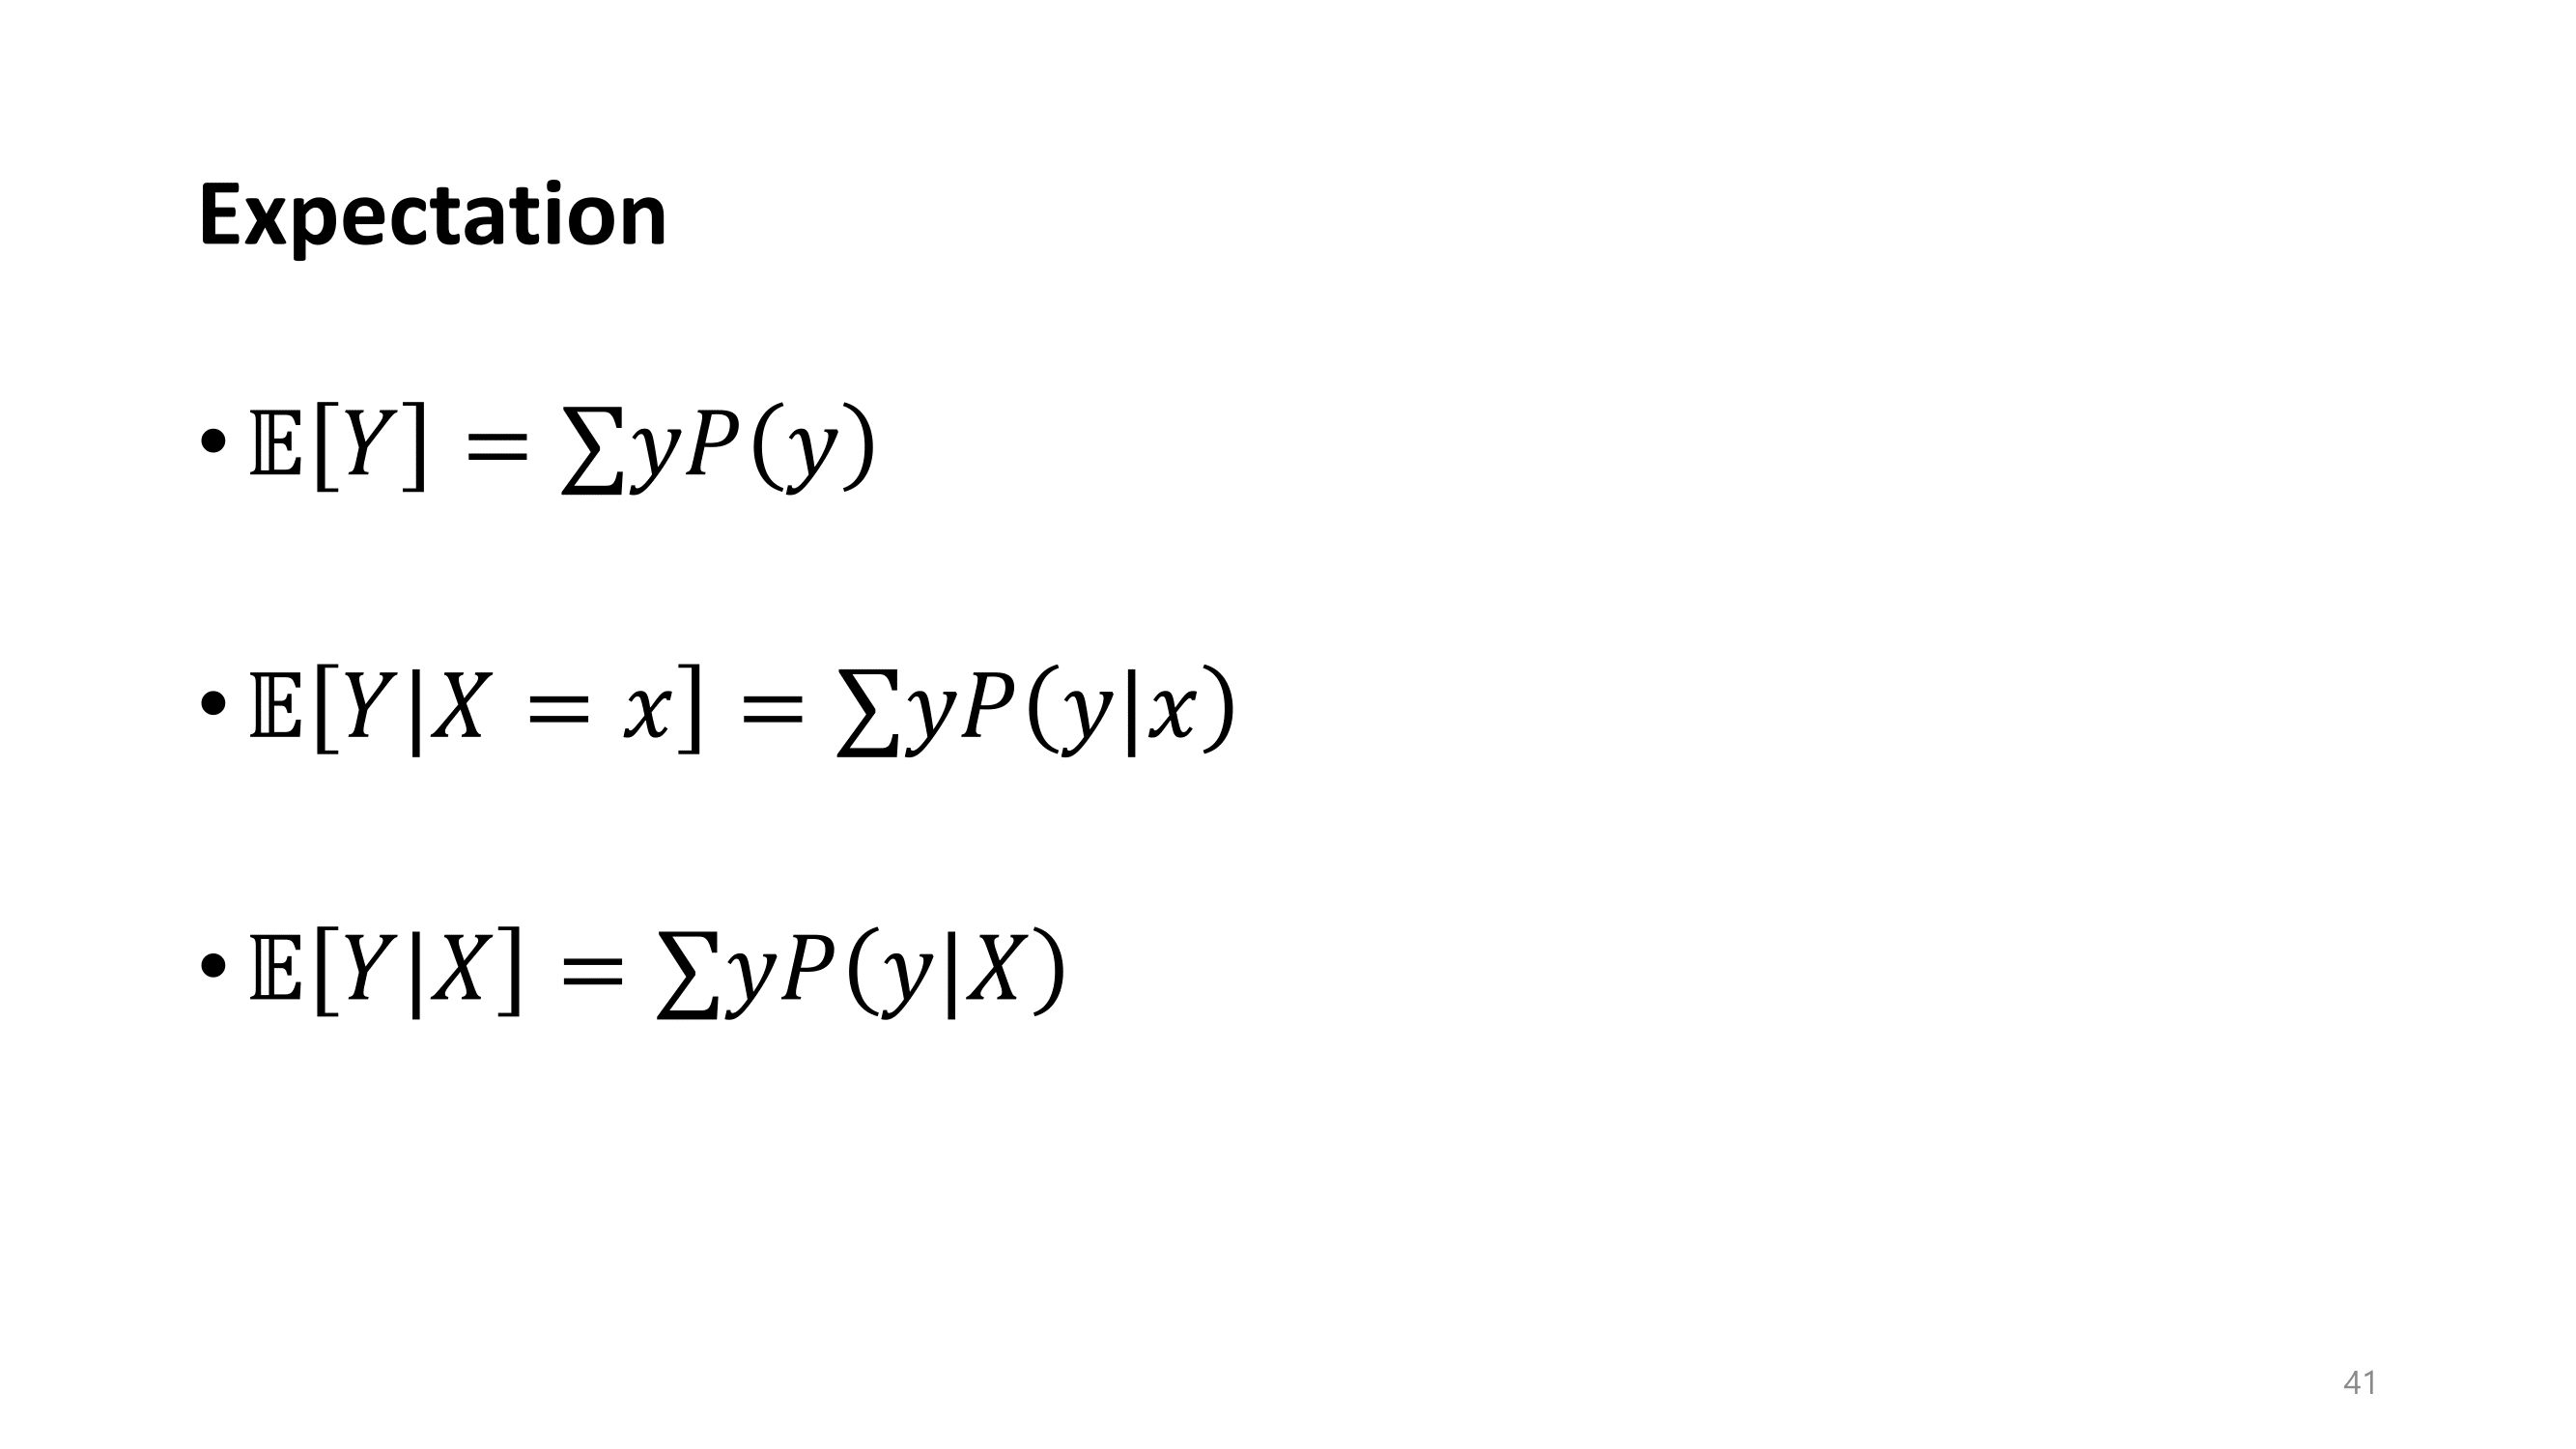 Expectation
• 𝔼[Y] = ∑yP(y)
• 𝔼[Y|X = x] = ∑yP(y|x)
• 𝔼[Y|X] = ∑yP(y|X)
41